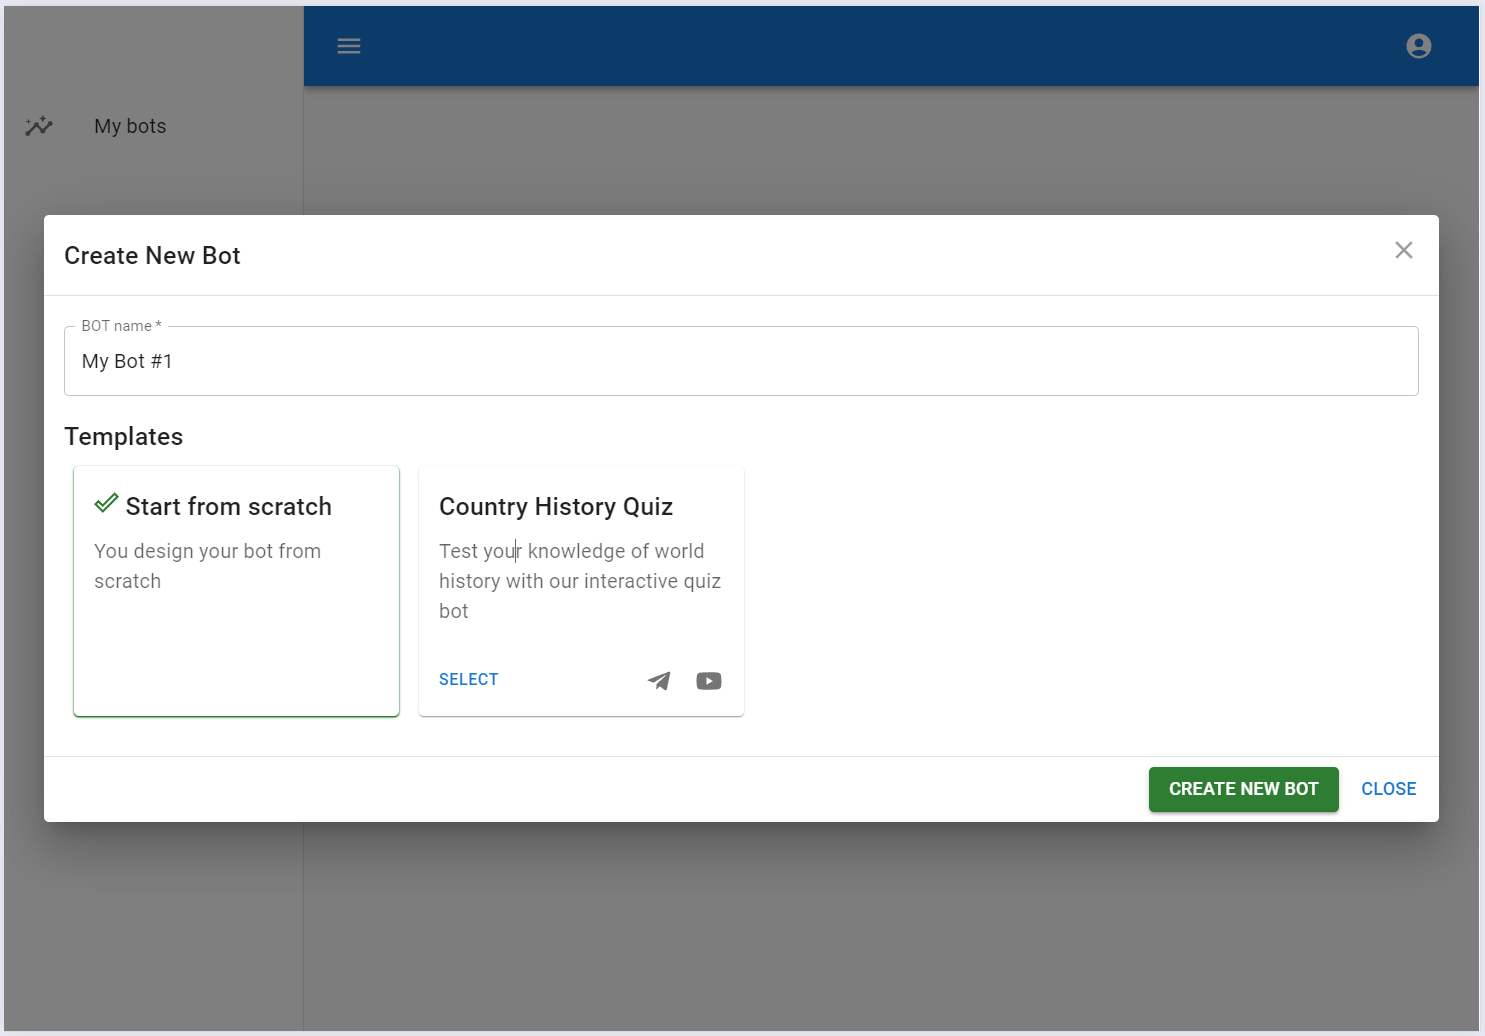 My bots
Create New Bot
BOT name *
My Bot #1
Templates
Start from scratch
You design your bot from
scratch
Country History Quiz
Test your knowledge of world
history with our interactive quiz
bot
SELECT
CREATE NEW BOT
CLOSE